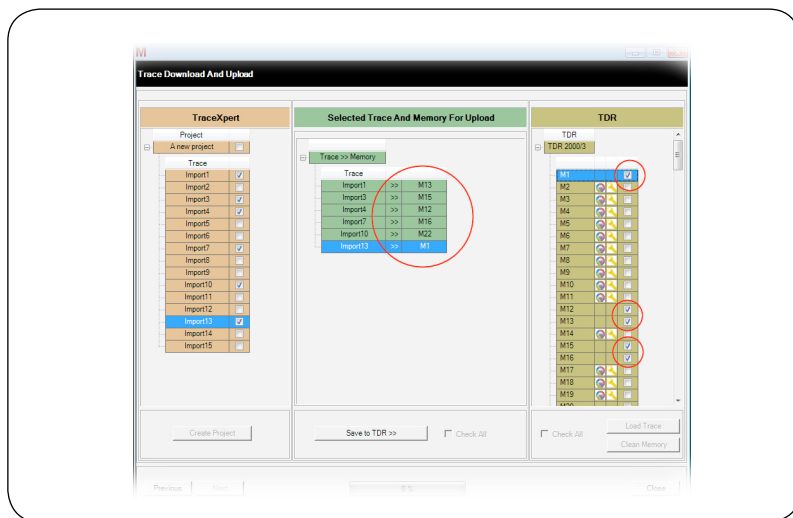 M
Trace Download And Upload
TraceXpert
Project
A new project
Trace
Import1
Import2
Import3
Import4
Import5
Import6
Import7
Import8
Import9
Import10
Import11
Import12
Import13
Import14
Import15
Create Project
Selected Trace And Memory For Upload
Trace >> Memory
Trace
Import1 >> M13
Import3 >> M15
Import4 >> M12
Import7 >> M16
Import10 >> M22
Import13 >> M1
Save to TDR >>
Check All
TDR
TDR
TDR 2000/3
M1
M2
M3
M4
M5
M6
M7
M8
M9
M10
M11
M12
M13
M14
M15
M16
M17
M18
M19
M20
Check All
Load Trace
Clean Memory
Previous
0 %
Close